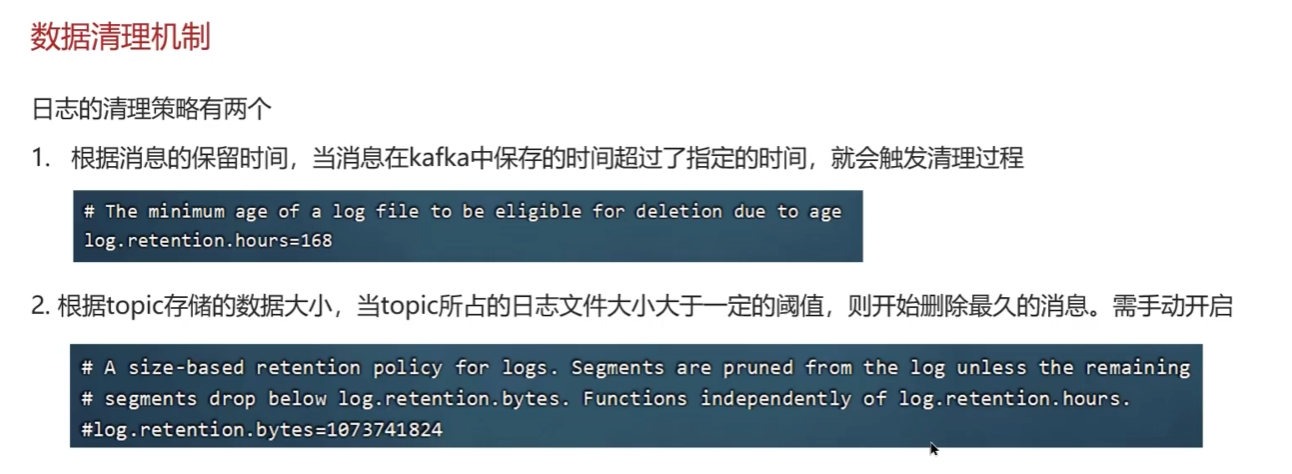 数据清理机制
日志的清理策略有两个
1. 根据消息的保留时间，当消息在kafka中保存的时间超过了指定的时间，就会触发清理过程
# The minimum age of a log file to be eligible for deletion due to age
log.retention.hours=168
2. 根据topic存储的数据大小，当topic所占的日志文件大小大于一定的阈值，则开始删除最久的消息。需手动开启
# A size-based retention policy for logs. Segments are pruned from the log unless the remaining
# segments drop below log.retention.bytes. Functions independently of log.retention.hours.
#log.retention.bytes=1073741824